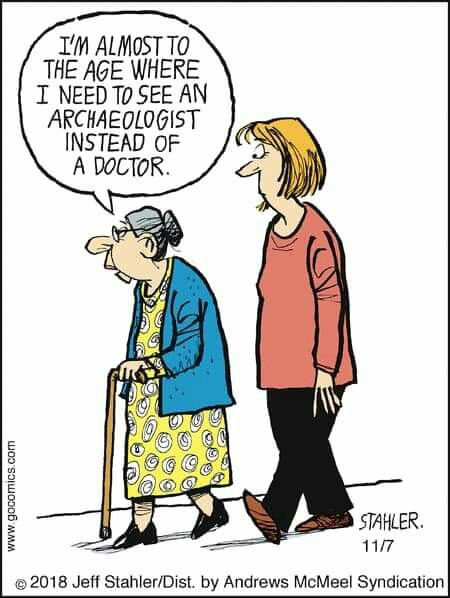 I'M ALMOST TO
THE AGE WHERE
I NEED TO SEE AN
ARCHAEOLOGIST
INSTEAD OF
A DOCTOR.
www.gocomics.com
STAHLER.
11/7
© 2018 Jeff Stahler/Dist. by Andrews McMeel Syndication